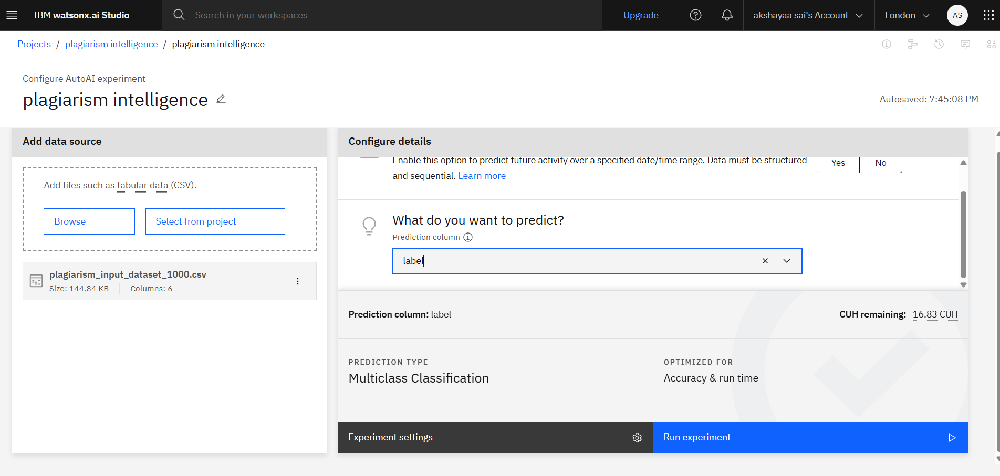 IBM watsonx.ai Studio
Search in your workspaces
Upgrade
akshayaa sai's Account
London
AS
Projects / plagiarism intelligence / plagiarism intelligence
Configure AutoAI experiment
plagiarism intelligence
Autosaved: 7:45:08 PM
Add data source
Add files such as tabular data (CSV).
Browse
Select from project
plagiarism_input_dataset_1000.csv
Size: 144.84 KB
Columns: 6
Configure details
Enable this option to predict future activity over a specified date/time range. Data must be structured
and sequential. Learn more
Yes
No
What do you want to predict?
Prediction column
label
Prediction column: label
CUH remaining: 16.83 CUH
PREDICTION TYPE
Multiclass Classification
OPTIMIZED FOR
Accuracy & run time
Experiment settings
Run experiment